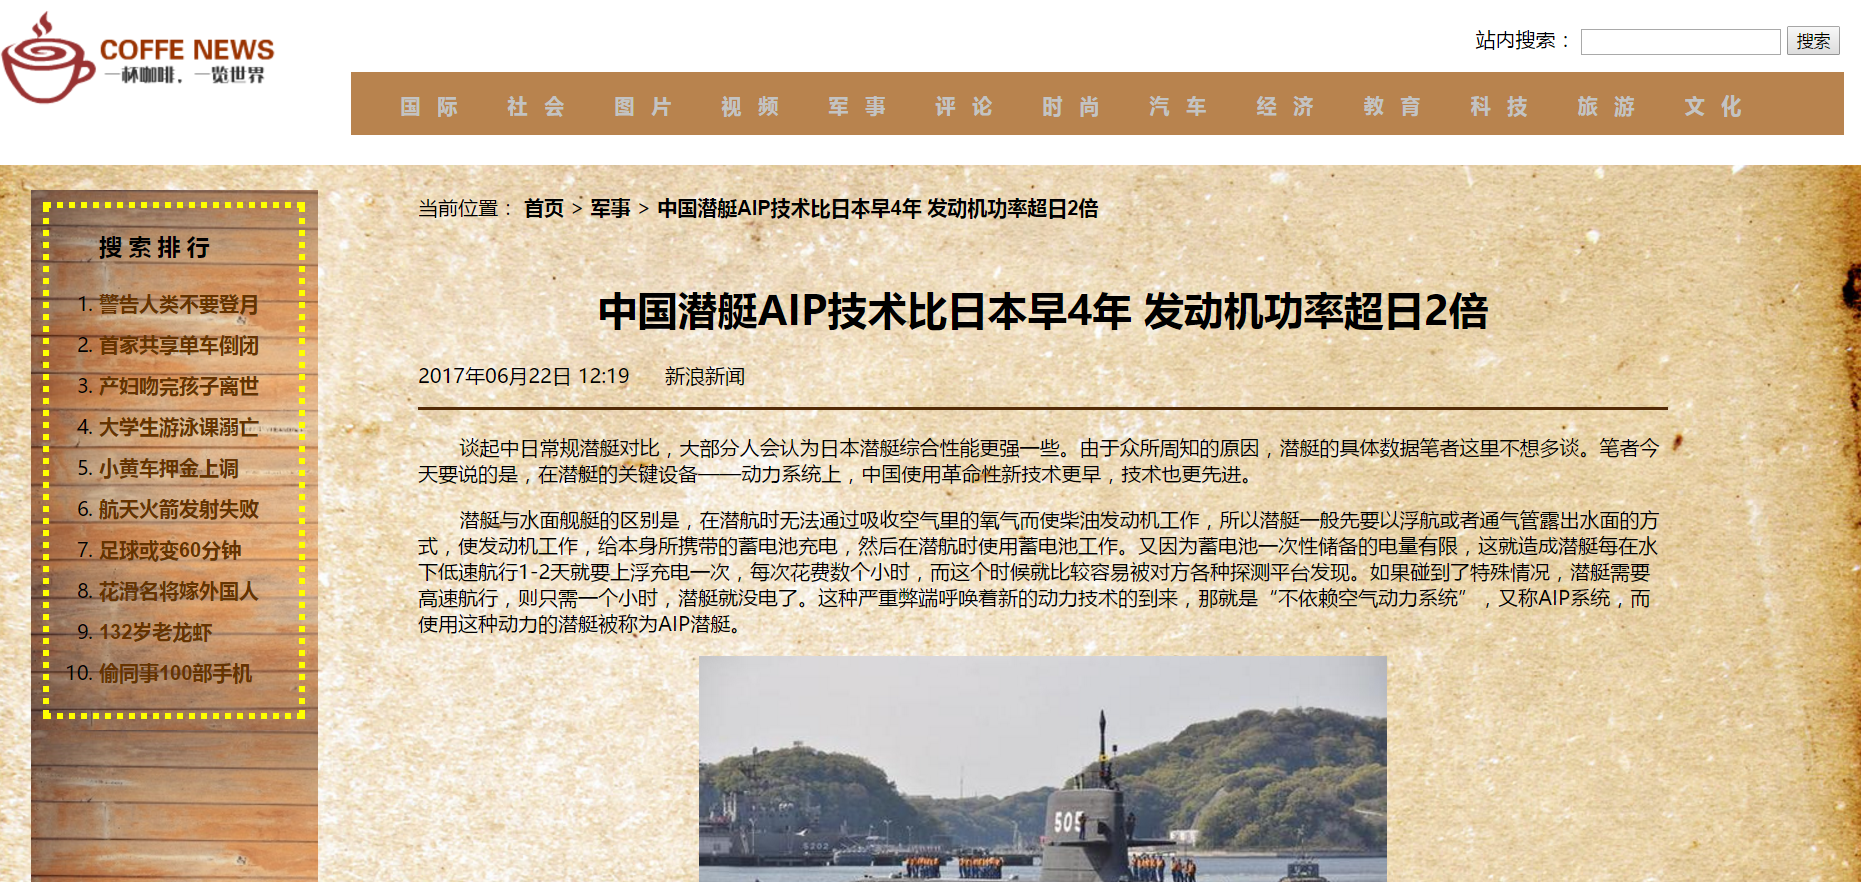 COFFE NEWS
一杯咖啡，一览世界
站内搜索： 搜索
国 际 社 会 图 片 视 频 军 事 评 论 时 尚 汽 车 经 济 教 育 科 技 旅 游 文 化
搜 索 排 行
1. 警告人类不要登月
2. 首家共享单车倒闭
3. 产妇吻完孩子离世
4. 大学生游泳课溺亡
5. 小黄车押金上调
6. 航天火箭发射失败
7. 足球或变60分钟
8. 花滑名将嫁外国人
9. 132岁老龙虾
10. 偷同事100部手机
当前位置： 首页 > 军事 > 中国潜艇AIP技术比日本早4年 发动机功率超日2倍
中国潜艇AIP技术比日本早4年 发动机功率超日2倍
2017年06月22日 12:19 新浪新闻
谈起中日常规潜艇对比，大部分人会认为日本潜艇综合性能更强一些。由于众所周知的原因，潜艇的具体数据笔者这里不想多谈。笔者今
天要说的是，在潜艇的关键设备——动力系统上，中国使用革命性新技术更早，技术也更先进。
潜艇与水面舰艇的区别是，在潜航时无法通过吸收空气里的氧气而使柴油发动机工作，所以潜艇一般先要以浮航或者通气管露出水面的方
式，使发动机工作，给本身所携带的蓄电池充电，然后在潜航时使用蓄电池工作。又因为蓄电池一次性储备的电量有限，这就造成潜艇每在水
下低速航行1-2天就要上浮充电一次，每次花费数个小时，而这个时候就比较容易被对方各种探测平台发现。如果碰到了特殊情况，潜艇需要
高速航行，则只需一个小时，潜艇就没电了。这种严重弊端呼唤着新的动力技术的到来，那就是“不依赖空气动力系统”，又称AIP系统，而
使用这种动力的潜艇被称为AIP潜艇。
505
5202